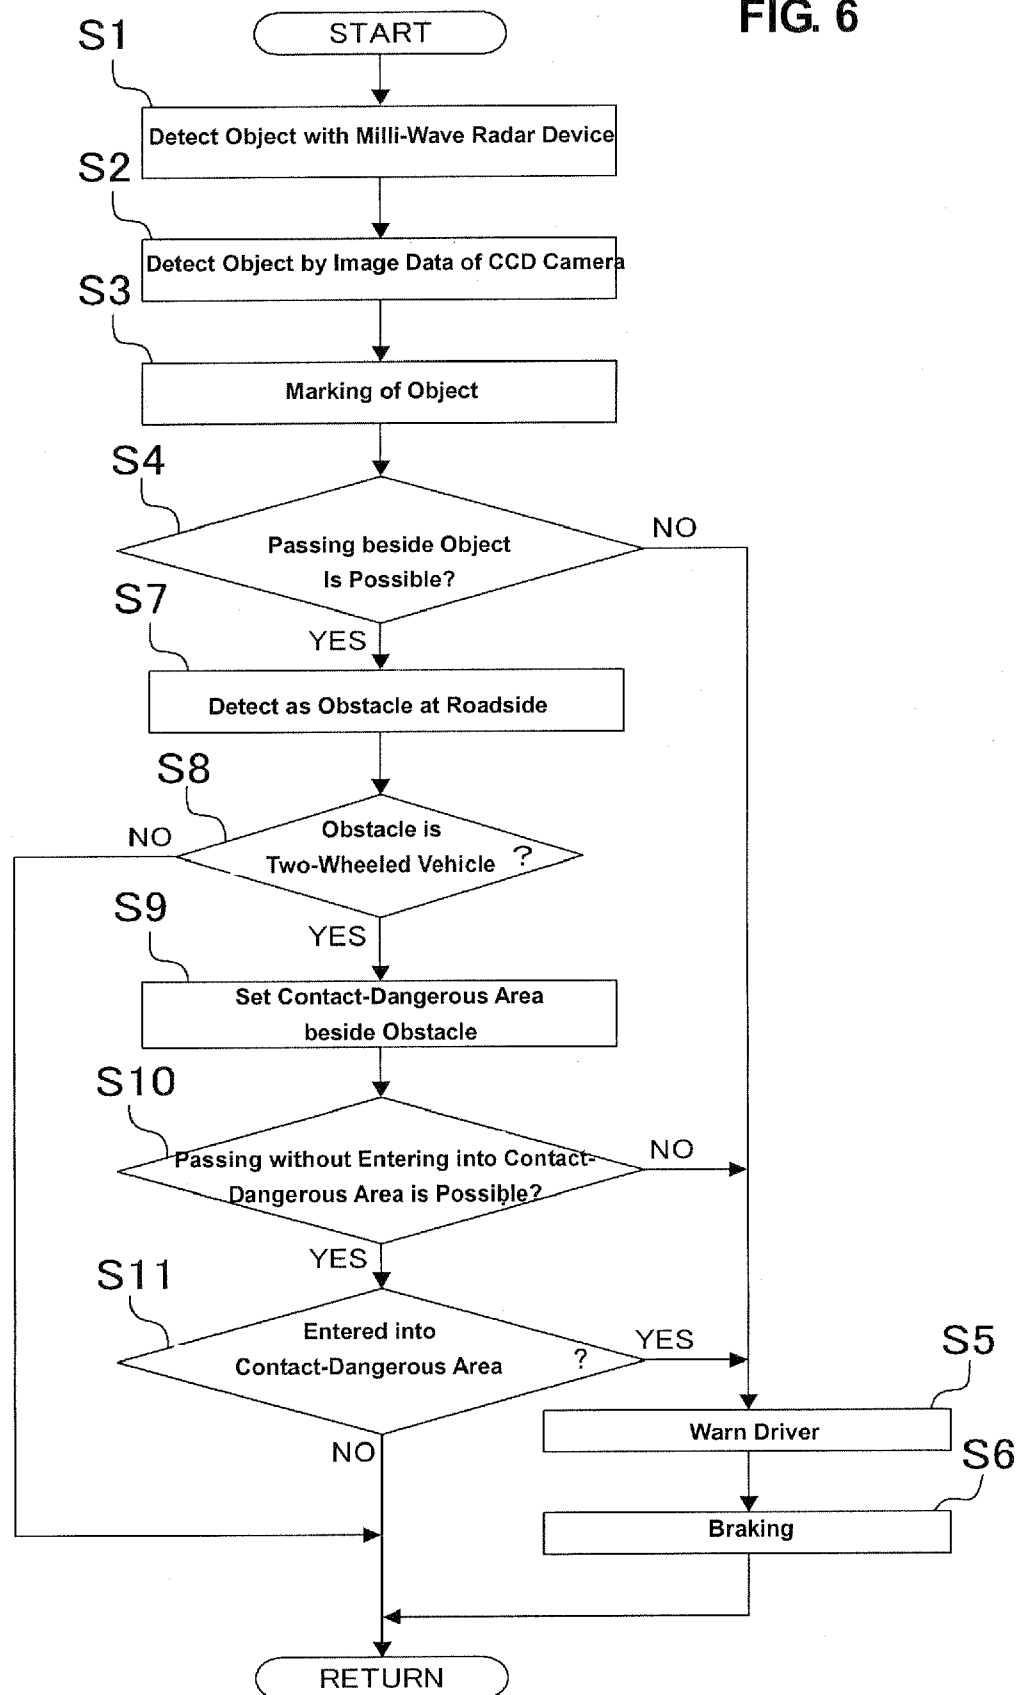 FIG. 6
START
S1
Detect Object with Milli-Wave Radar Device
S2
Detect Object by Image Data of CCD Camera
S3
Marking of Object
S4
Passing beside Object
Is Possible?
NO
YES
S7
Detect as Obstacle at Roadside
S8
Obstacle is
Two-Wheeled Vehicle ?
NO
YES
S9
Set Contact-Dangerous Area
beside Obstacle
S10
Passing without Entering into Contact-
Dangerous Area is Possible?
NO
YES
S11
Entered into
Contact-Dangerous Area ?
YES
NO
S5
Warn Driver
S6
Braking
RETURN